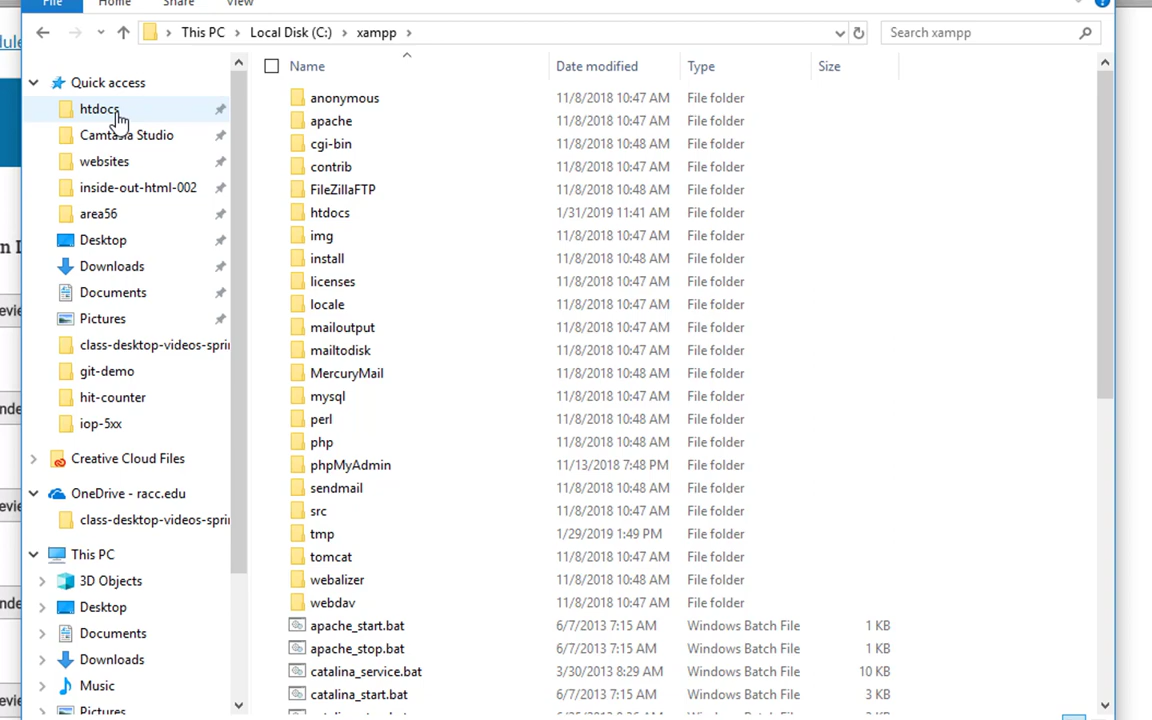 File Home Share View
This PC Local Disk (C:) xampp Search xampp
Name Date modified Type Size
Quick access
htdocs
Camtasia Studio
websites
inside-out-html-002
area56
Desktop
Downloads
Documents
Pictures
class-desktop-videos-sprin
git-demo
hit-counter
iop-5xx
Creative Cloud Files
OneDrive - racc.edu
class-desktop-videos-sprin
This PC
3D Objects
Desktop
Documents
Downloads
Music
Pictures
anonymous 11/8/2018 10:47 AM File folder
apache 11/8/2018 10:47 AM File folder
cgi-bin 11/8/2018 10:48 AM File folder
contrib 11/8/2018 10:47 AM File folder
FileZillaFTP 11/8/2018 10:48 AM File folder
htdocs 1/31/2019 11:41 AM File folder
img 11/8/2018 10:47 AM File folder
install 11/8/2018 10:48 AM File folder
licenses 11/8/2018 10:47 AM File folder
locale 11/8/2018 10:47 AM File folder
mailoutput 11/8/2018 10:47 AM File folder
mailtodisk 11/8/2018 10:47 AM File folder
MercuryMail 11/8/2018 10:48 AM File folder
mysql 11/8/2018 10:47 AM File folder
perl 11/8/2018 10:48 AM File folder
php 11/8/2018 10:48 AM File folder
phpMyAdmin 11/13/2018 7:48 PM File folder
sendmail 11/8/2018 10:48 AM File folder
src 11/8/2018 10:47 AM File folder
tmp 1/29/2019 1:49 PM File folder
tomcat 11/8/2018 10:47 AM File folder
webalizer 11/8/2018 10:48 AM File folder
webdav 11/8/2018 10:47 AM File folder
apache_start.bat 6/7/2013 7:15 AM Windows Batch File 1 KB
apache_stop.bat 6/7/2013 7:15 AM Windows Batch File 1 KB
catalina_service.bat 3/30/2013 8:29 AM Windows Batch File 10 KB
catalina_start.bat 6/7/2013 7:15 AM Windows Batch File 3 KB